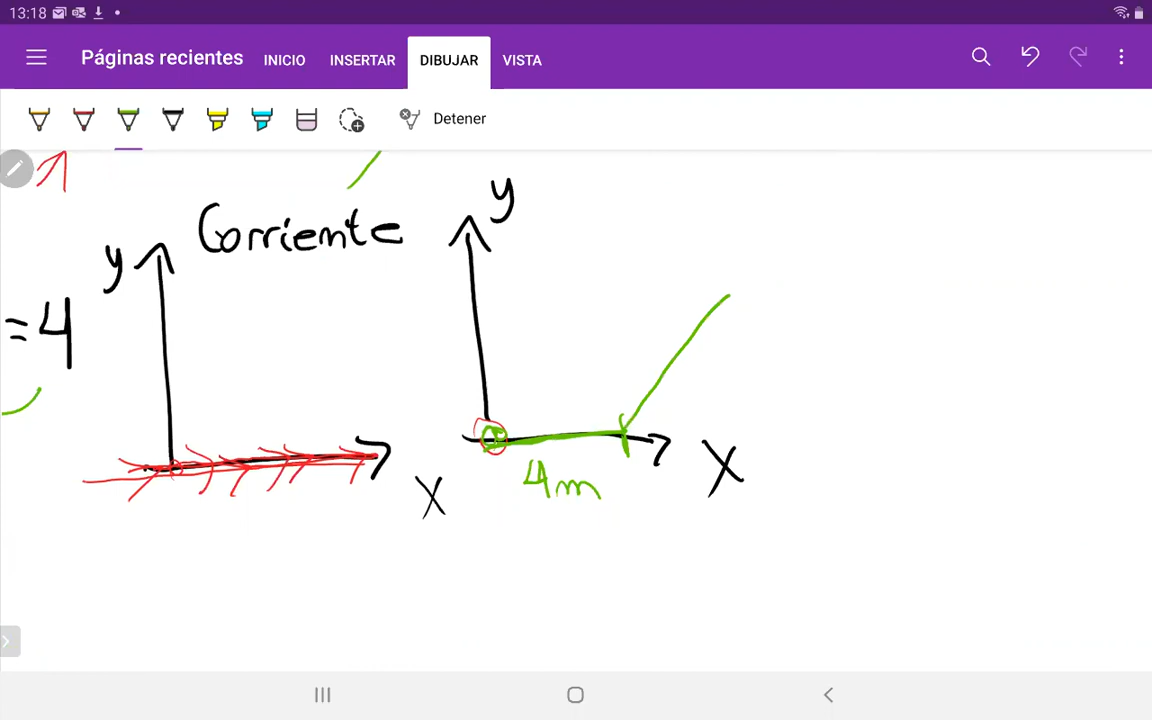 13:18
Páginas recientes INICIO INSERTAR DIBUJAR VISTA
Detener
y
Corriente
y
=4
4m
X
X